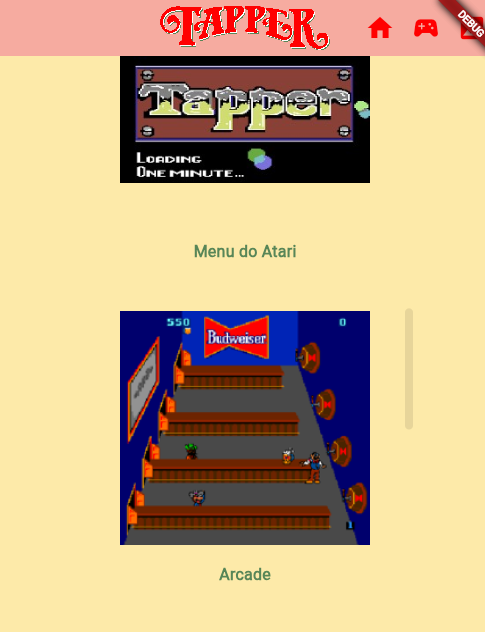 TAPPER
DEBUG
Tapper
LOADING
ONE MINUTE...
Menu do Atari
550
0
Budweiser
Arcade